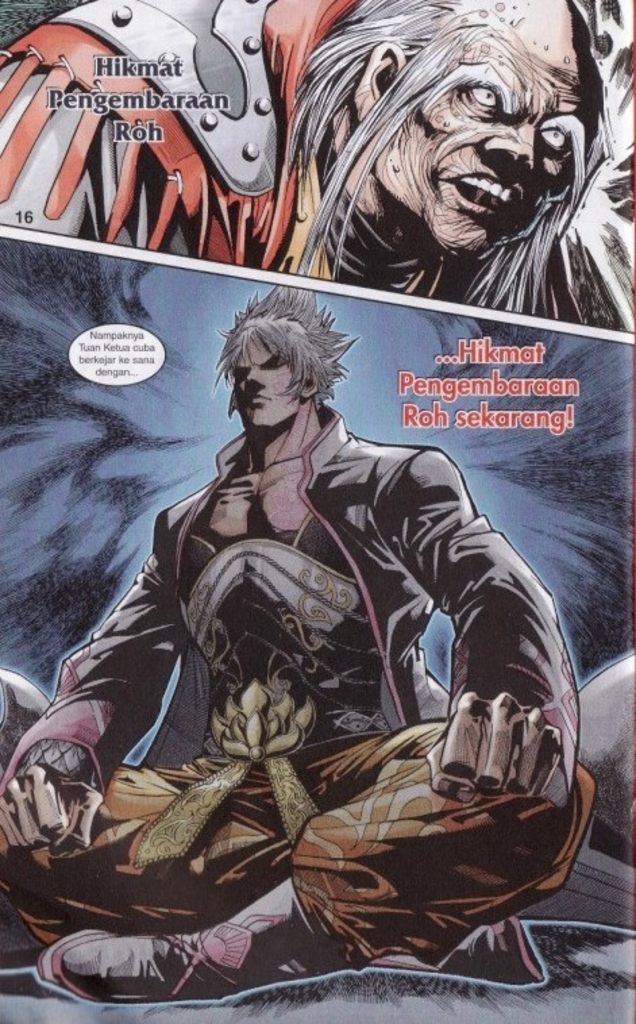 Hikmat
Pengembaraan
Roh
16
Nampaknya
Tuan Ketua cuba
berkejar ke sana
dengan...
...Hikmat
Pengembaraan
Roh sekarang!